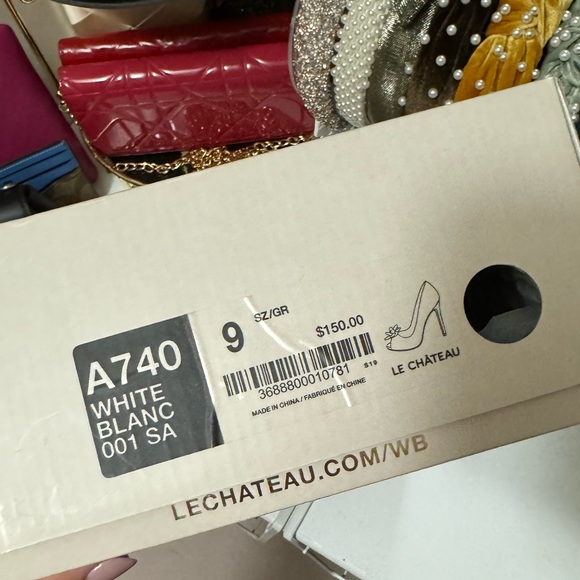 A740
WHITE
BLANC
001 SA
9 SZ/GR
$150.00
3688800010781 S19
MADE IN CHINA / FABRIQUÉ EN CHINE
LE CHÂTEAU
LECHATEAU.COM/WB